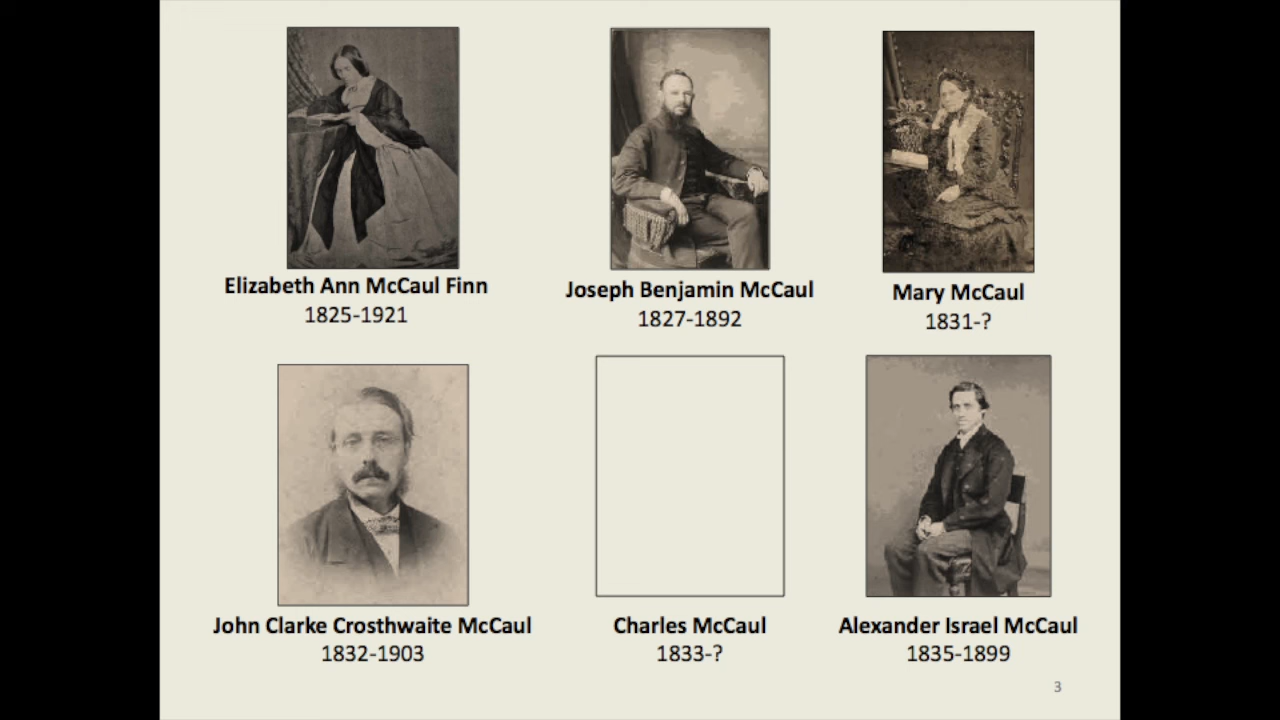 Elizabeth Ann McCaul Finn
1825-1921
Joseph Benjamin McCaul
1827-1892
Mary McCaul
1831-?
John Clarke Crosthwaite McCaul
1832-1903
Charles McCaul
1833-?
Alexander Israel McCaul
1835-1899
3